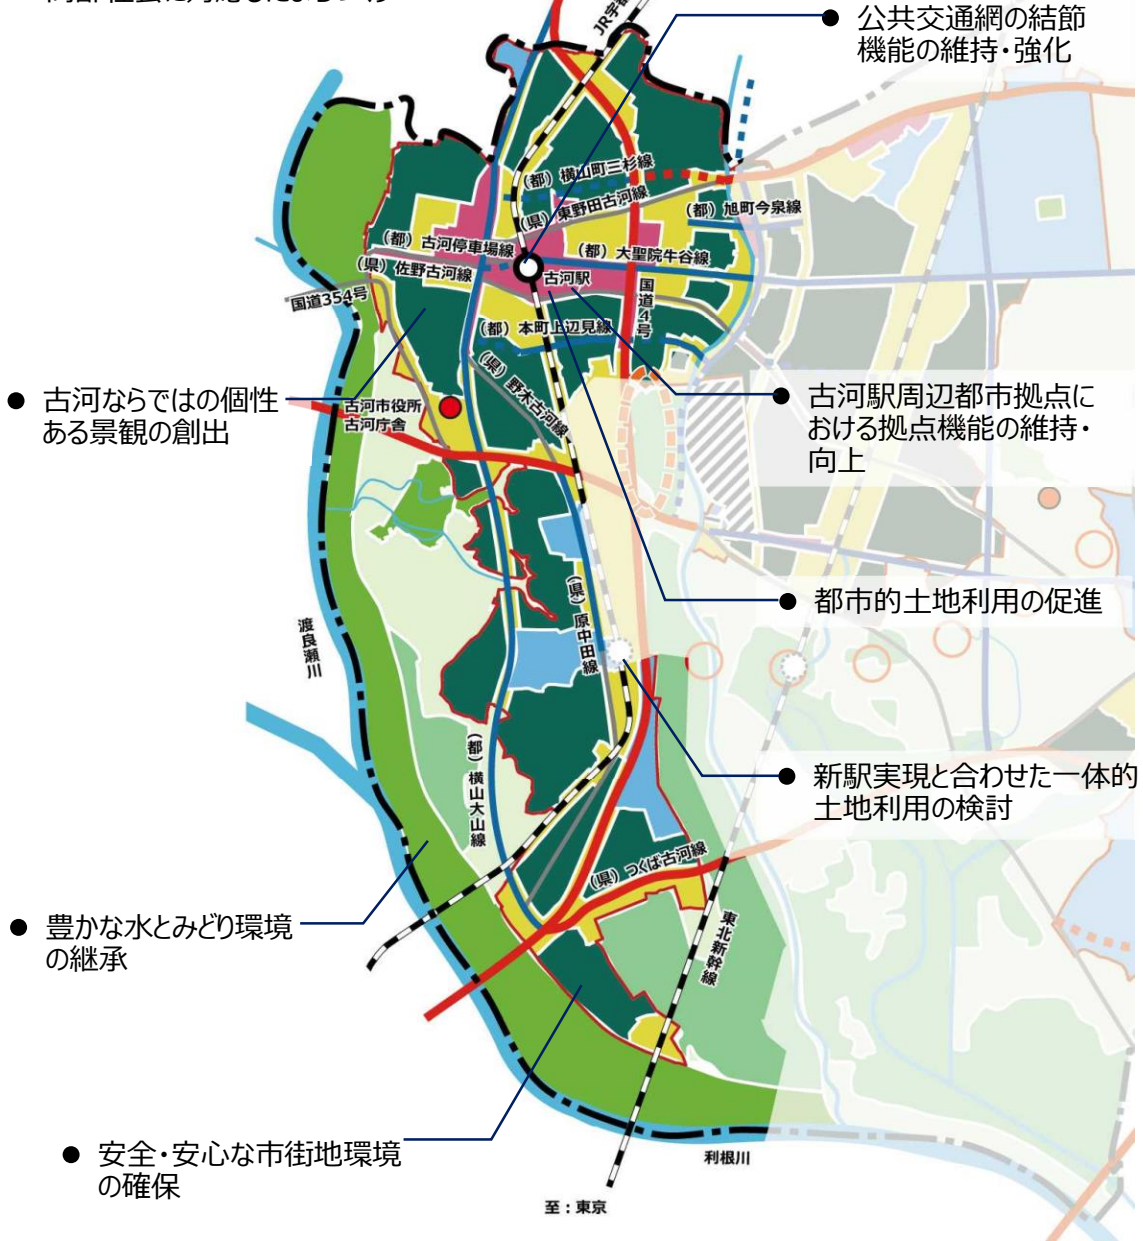 公共交通網の結節
機能の維持・強化
(都) 横山町三杉線
(県) 東野田古河線
(都) 旭町今泉線
(都) 古河停車場線
(都) 大聖院牛谷線
(県) 佐野古河線
古河駅
国道4号
国道354号
(都) 本町上辺見線
(県) 野木古河線
古河ならではの個性
ある景観の創出
古河市役所
古河庁舎
古河駅周辺都市拠点に
おける拠点機能の維持・
向上
都市的土地利用の促進
(県) 原中田線
渡良瀬川
(都) 横山大山線
新駅実現と合わせた一体的
土地利用の検討
(県) つくば古河線
東北新幹線
豊かな水とみどり環境
の継承
安全・安心な市街地環境
の確保
利根川
至：東京